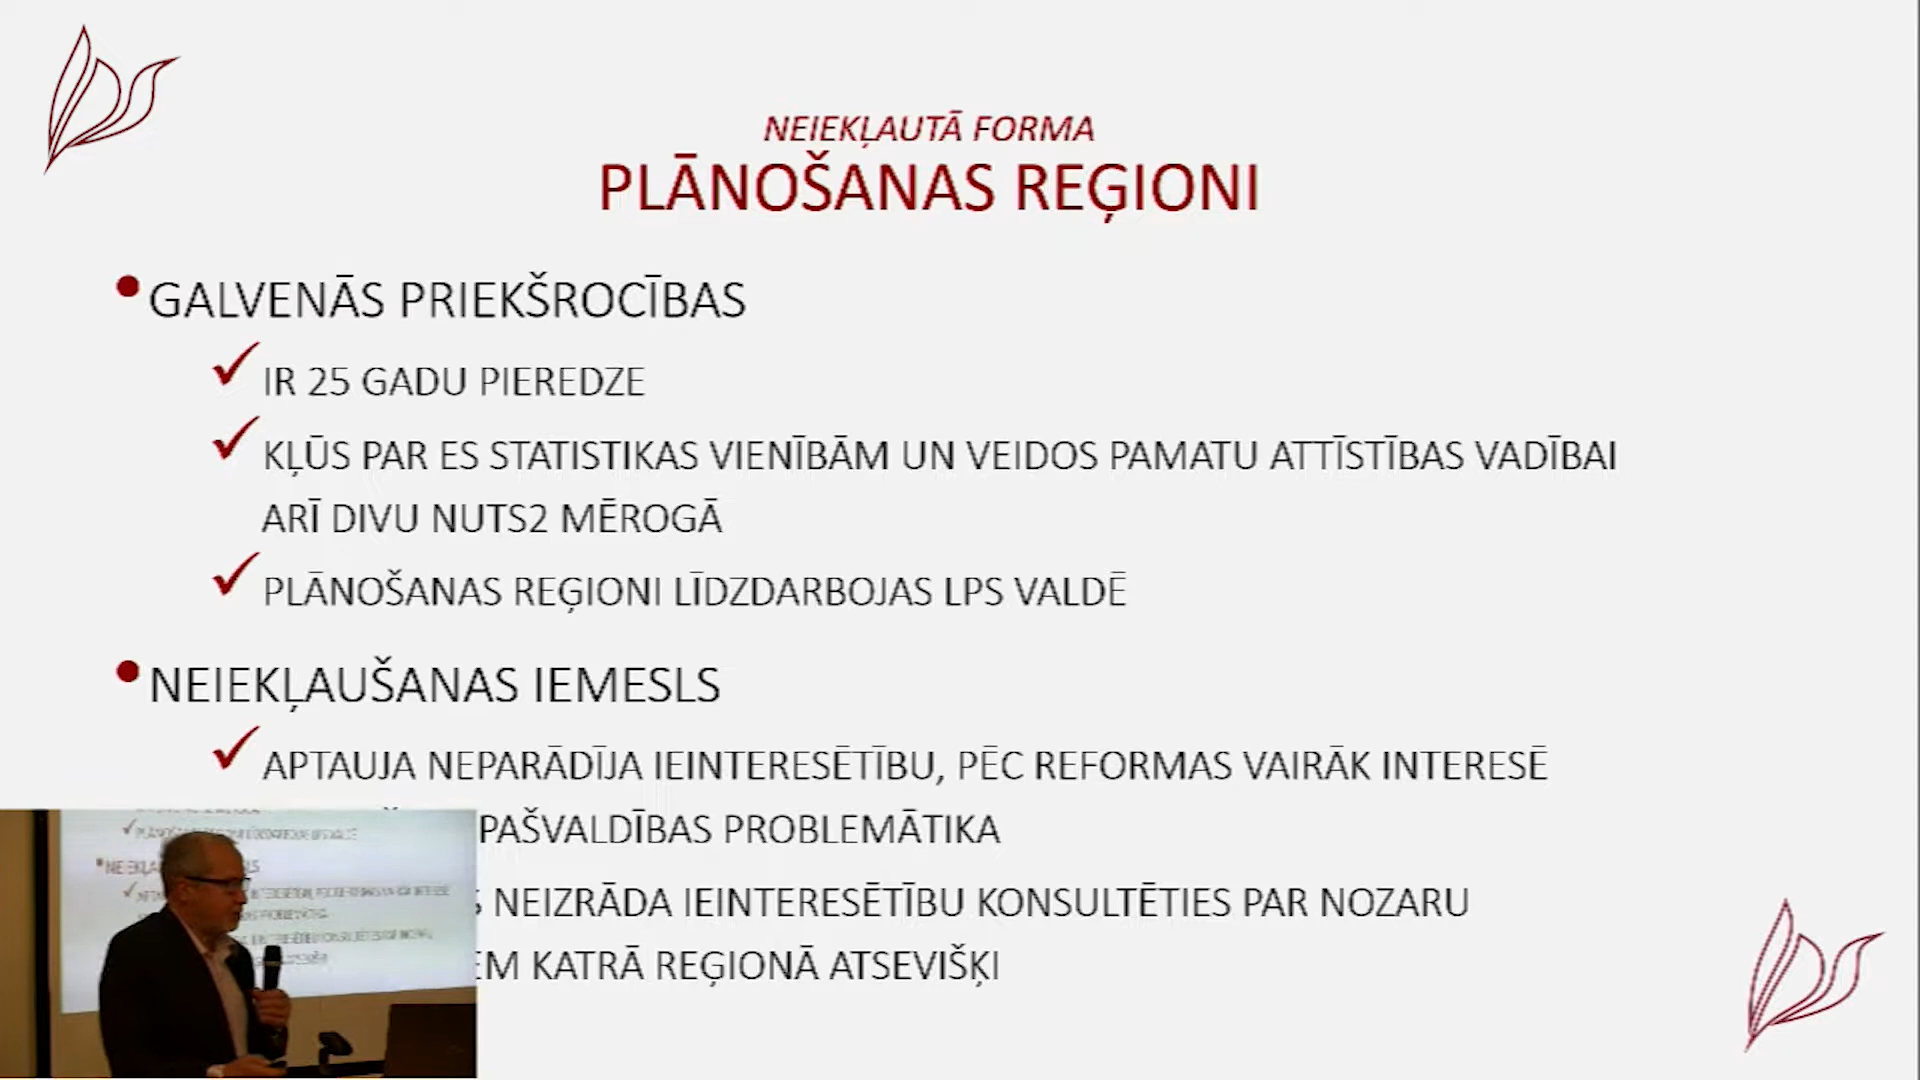 NEIEKĻAUTĀ FORMA
PLĀNOŠANAS REĢIONI
• GALVENĀS PRIEKŠROCĪBAS
✓ IR 25 GADU PIEREDZE
✓ KĻŪS PAR ES STATISTIKAS VIENĪBĀM UN VEIDOS PAMATU ATTĪSTĪBAS VADĪBAI
ARĪ DIVU NUTS2 MĒROGĀ
✓ PLĀNOŠANAS REĢIONI LĪDZDARBOJAS LPS VALDĒ
• NEIEKĻAUŠANAS IEMESLS
✓ APTAUJA NEPARĀDĪJA IEINTERESĒTĪBU, PĒC REFORMAS VAIRĀK INTERESĒ
PAŠVALDĪBAS PROBLEMĀTIKA
NEIZRĀDA IEINTERESĒTĪBU KONSULTĒTIES PAR NOZARU
KATRĀ REĢIONĀ ATSEVIŠĶI